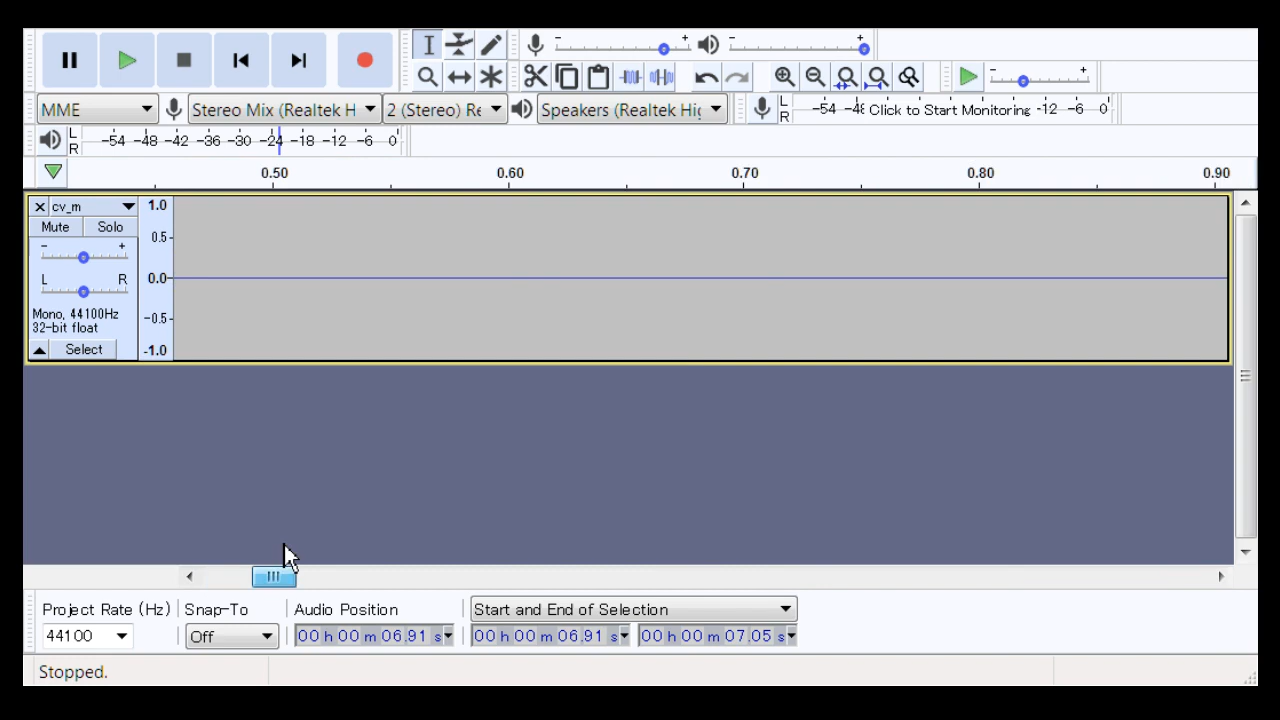 MME Stereo Mix (Realtek H 2 (Stereo) Re Speakers (Realtek Hig L R -54 -48 Click to Start Monitoring -12 -6 0
L R -54 -48 -42 -36 -30 -24 -18 -12 -6 0
0.50 0.60 0.70 0.80 0.90
cv_m 1.0
Mute Solo
0.5
L R 0.0
Mono, 44100Hz
-0.5
32-bit float
Select -1.0
Project Rate (Hz) Snap-To Audio Position Start and End of Selection
44100 Off 00 h 00 m 06.91 s 00 h 00 m 06.91 s 00 h 00 m 07.05 s
Stopped.